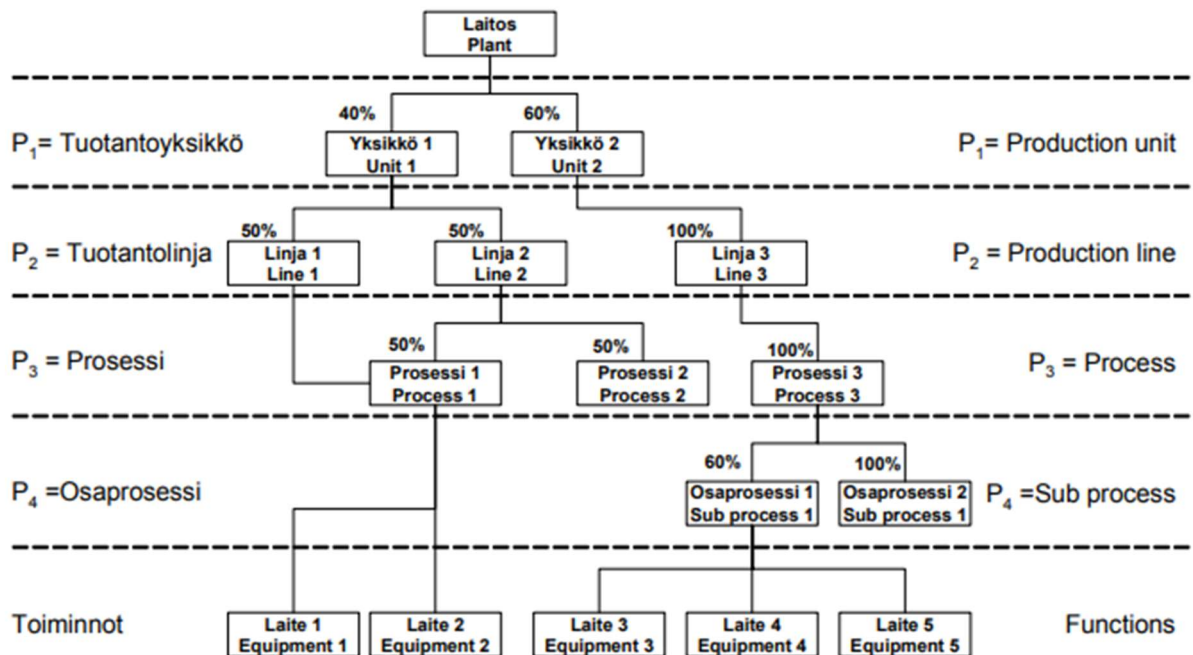 Laitos
Plant
40%
60%
P₁= Tuotantoyksikkö
Yksikkö 1
Unit 1
Yksikkö 2
Unit 2
P₁= Production unit
50%
50%
100%
P₂ = Tuotantolinja
Linja 1
Line 1
Linja 2
Line 2
Linja 3
Line 3
P₂ = Production line
50%
50%
100%
P₃ = Prosessi
Prosessi 1
Process 1
Prosessi 2
Process 2
Prosessi 3
Process 3
P₃ = Process
60%
100%
P₄ =Osaprosessi
Osaprosessi 1
Sub process 1
Osaprosessi 2
Sub process 1
P₄ =Sub process
Toiminnot
Laite 1
Equipment 1
Laite 2
Equipment 2
Laite 3
Equipment 3
Laite 4
Equipment 4
Laite 5
Equipment 5
Functions